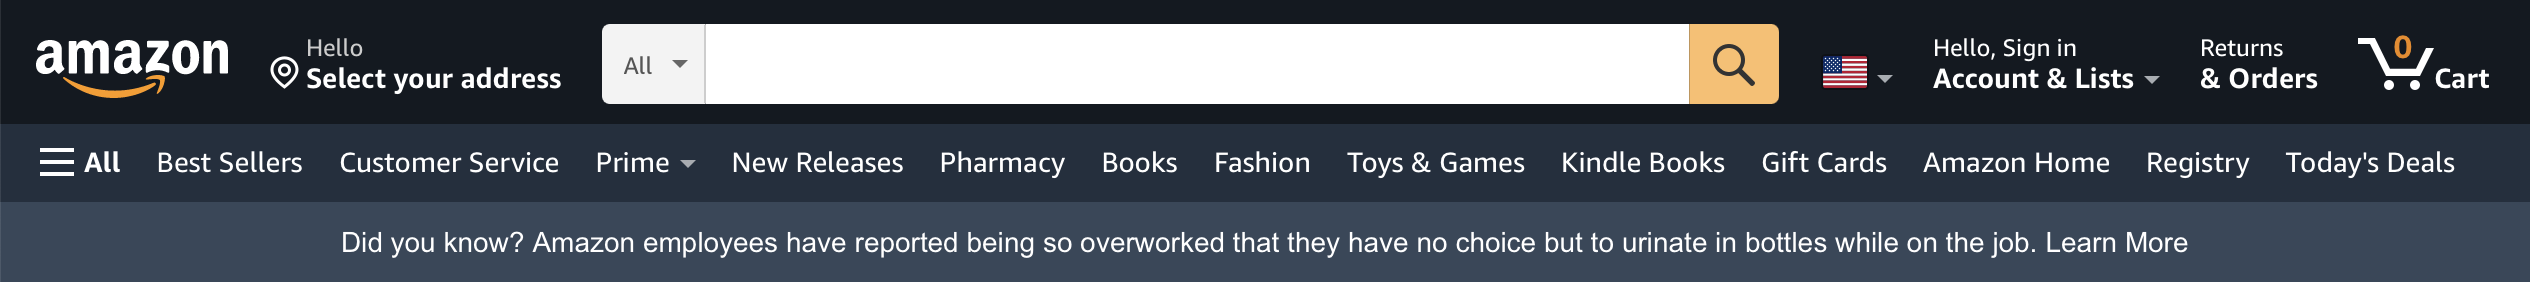 amazon
Hello
Select your address
All
Hello, Sign in
Account & Lists
Returns
& Orders
0
Cart
All Best Sellers Customer Service Prime New Releases Pharmacy Books Fashion Toys & Games Kindle Books Gift Cards Amazon Home Registry Today's Deals
Did you know? Amazon employees have reported being so overworked that they have no choice but to urinate in bottles while on the job. Learn More